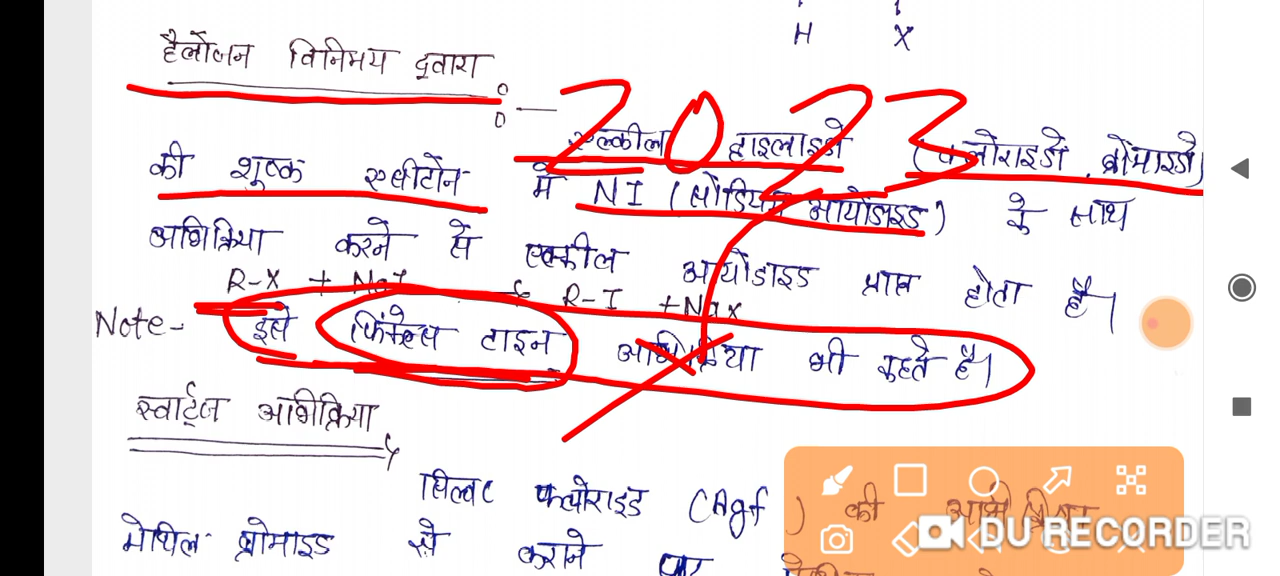 H X
हैलोजन विनिमय द्वारा :—
एल्कील हाइलाइडो (क्लोराइडो, ब्रोमाइडो)
2023
की शुष्क एसीटोन में NI (सोडियम आयोडाइड) के साथ
अभिक्रिया करने से एल्कील आयोडाइड प्राप्त होता है।
R-X + NaI R-I + Nax
Note- इसे फिंकेल्स टाइन अभिक्रिया भी कहते है।
स्वार्ट्ज अभिक्रिया
सिल्वर फ्लोराइड (Agf) की
मेथिल ब्रोमाइड से कराने पर
DU RECORDER